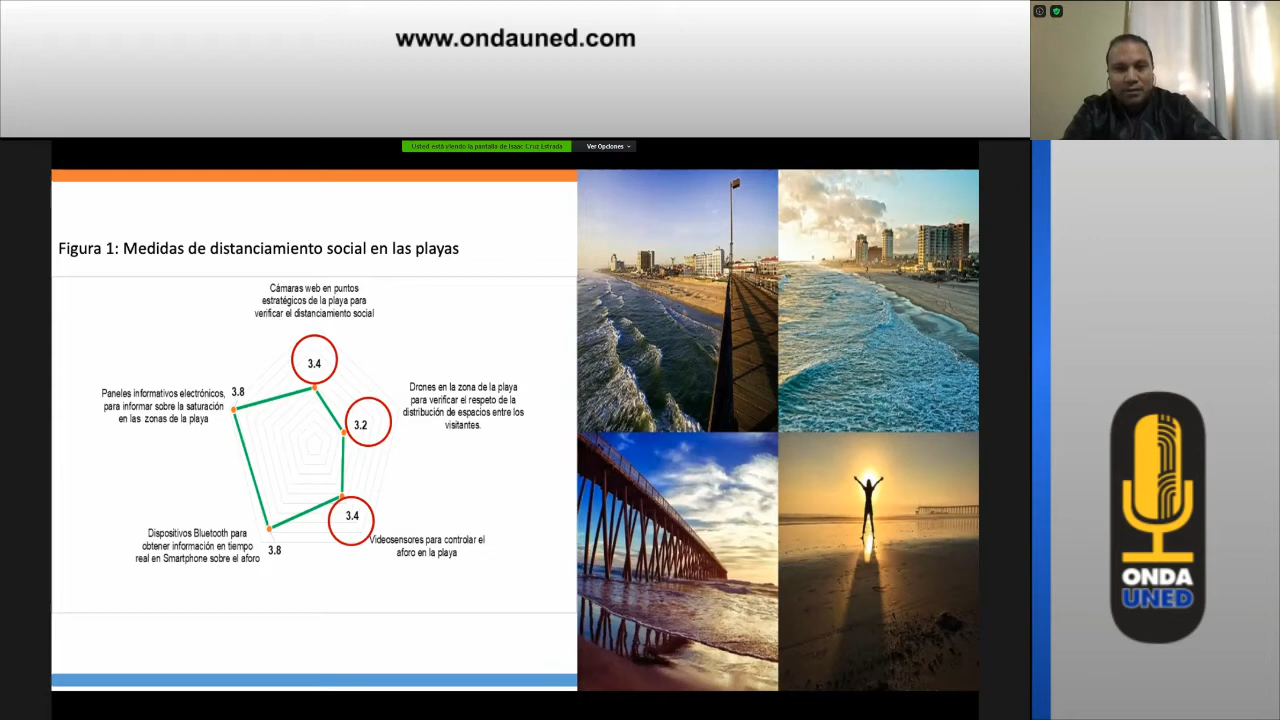 www.ondauned.com
Usted está viendo la pantalla de Isaac Cruz Estrada
Ver Opciones
Figura 1: Medidas de distanciamiento social en las playas
Cámaras web en puntos
estratégicos de la playa para
verificar el distanciamiento social
3.4
Paneles informativos electrónicos,
para informar sobre la saturación
en las zonas de la playa
3.8
Drones en la zona de la playa
para verificar el respeto de la
distribución de espacios entre los
visitantes.
3.2
3.4
Videosensores para controlar el
aforo en la playa
Dispositivos Bluetooth para
obtener información en tiempo
real en Smartphone sobre el aforo
3.8
ONDA
UNED